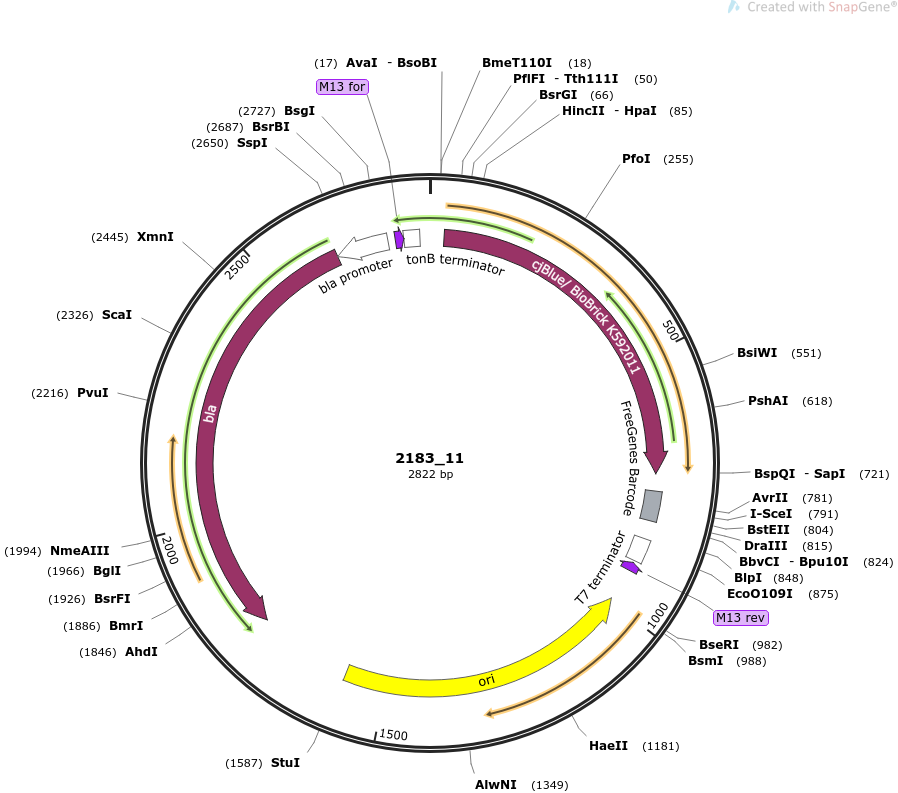 Created with SnapGene®
(17) AvaI - BsoBI
BmeT110I (18)
M13 for
PflFI - Tth111I (50)
(2727) BsgI
BsrGI (66)
(2687) BsrBI
HincII - HpaI (85)
(2650) SspI
PfoI (255)
(2445) XmnI
2500
bla promoter
tonB terminator
cjBlue/ BioBrick K592011
(2326) ScaI
500
BsiWI (551)
(2216) PvuI
bla
PshAI (618)
FreeGenes Barcode
2183_11
2822 bp
BspQI - SapI (721)
AvrII (781)
I-SceI (791)
BstEII (804)
DraIII (815)
(1994) NmeAIII
2000
T7 terminator
BbvCI - Bpu10I (824)
(1966) BglI
BlpI (848)
(1926) BsrFI
EcoO109I (875)
(1886) BmrI
M13 rev
1000
(1846) AhdI
BseRI (982)
BsmI (988)
ori
1500
HaeII (1181)
(1587) StuI
AlwNI (1349)